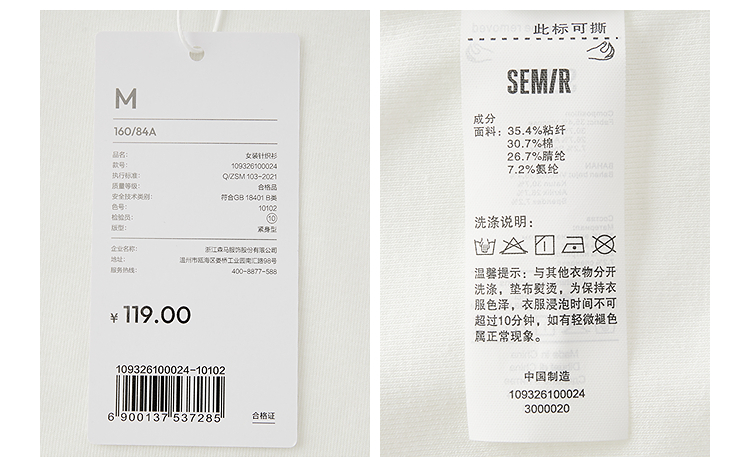 M
160/84A
品名: 女装针织衫
款号: 109326100024
执行标准: Q/ZSM 103-2021
质量等级: 合格品
安全技术类别: 符合GB 18401 B类
色号: 10102
检验员: 10
版型: 紧身型
企业名称: 浙江森马服饰股份有限公司
地址: 温州市瓯海区娄桥工业园南汇路98号
服务热线: 400-8877-588
¥ 119.00
109326100024-10102
6 900137 537285
合格证
此标可撕
SEMIR
成分
面料: 35.4%粘纤
30.7%棉
26.7%腈纶
7.2%氨纶
洗涤说明:
温馨提示: 与其他衣物分开
洗涤, 垫布熨烫, 为保持衣
服色泽, 衣服浸泡时间不可
超过10分钟, 如有轻微褪色
属正常现象。
中国制造
109326100024
3000020